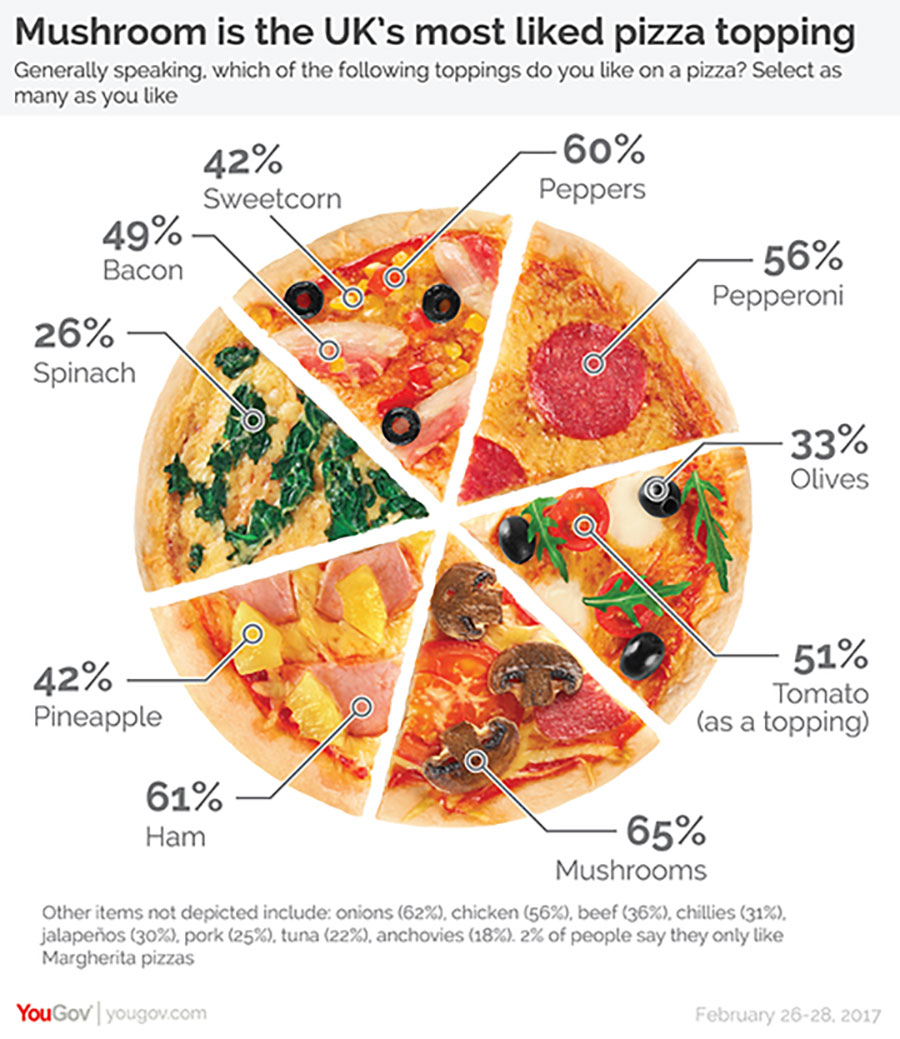 Mushroom is the UK's most liked pizza topping
Generally speaking, which of the following toppings do you like on a pizza? Select as
many as you like
42%
Sweetcorn
60%
Peppers
49%
Bacon
56%
Pepperoni
26%
Spinach
33%
Olives
42%
Pineapple
51%
Tomato
(as a topping)
61%
Ham
65%
Mushrooms
Other items not depicted include: onions (62%), chicken (56%), beef (36%), chillies (31%),
jalapeños (30%), pork (25%), tuna (22%), anchovies (18%). 2% of people say they only like
Margherita pizzas
YouGov | yougov.com
February 26-28, 2017